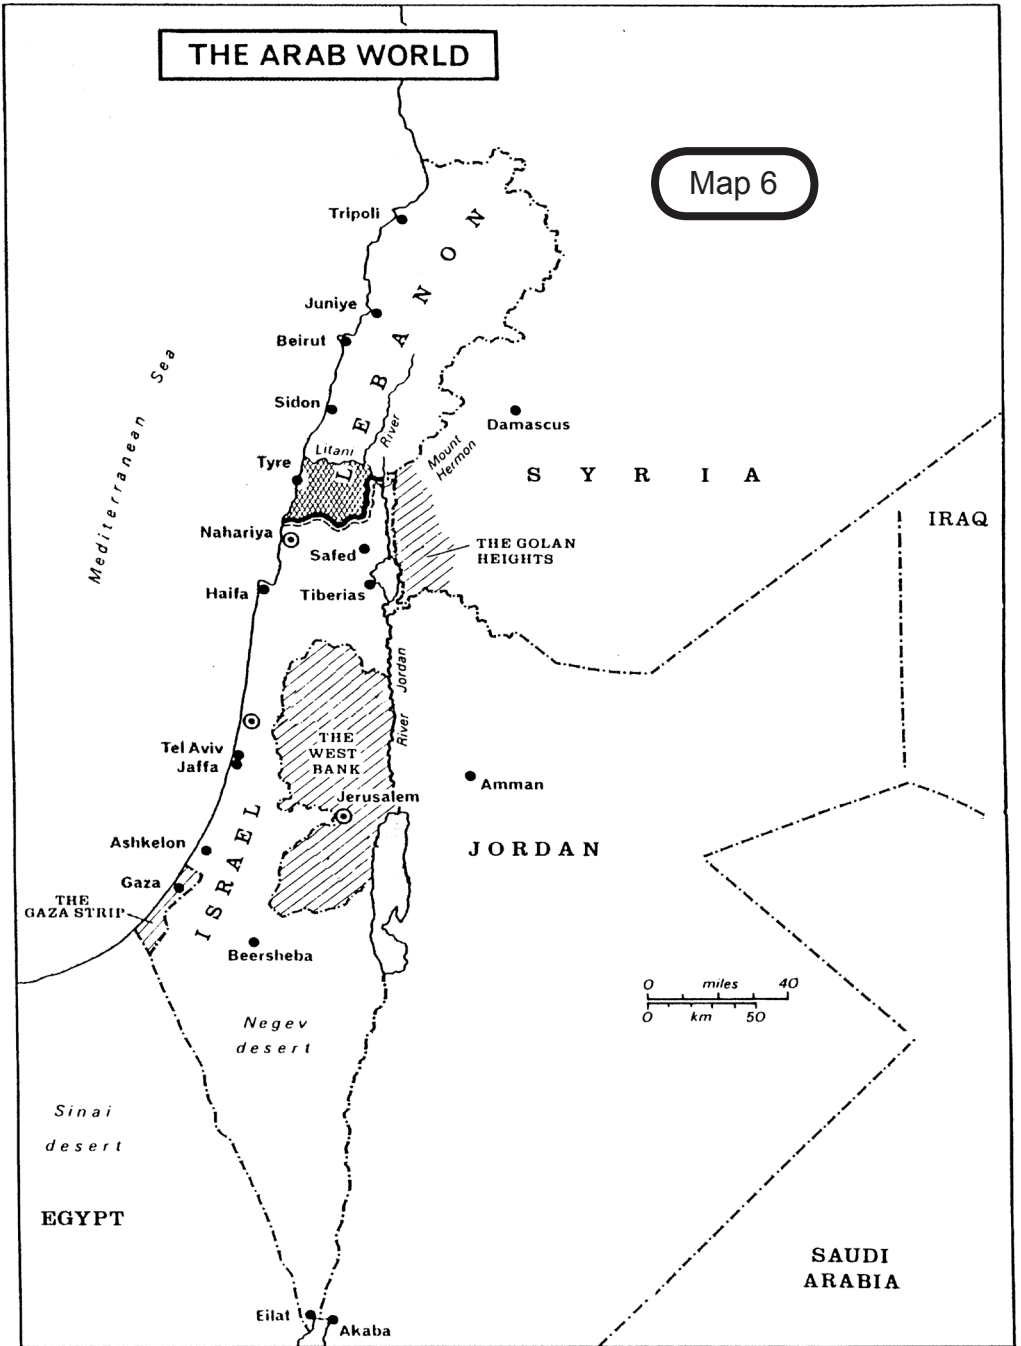 THE ARAB WORLD
Map 6
Tripoli
LEBANON
Juniye
Beirut
Mediterranean Sea
Sidon
Damascus
River
Litani
Mount
Hermon
Tyre
SYRIA
IRAQ
Nahariya
THE GOLAN
HEIGHTS
Safed
Haifa
Tiberias
River Jordan
THE
WEST
BANK
Tel Aviv
Jaffa
Amman
Jerusalem
ISRAEL
Ashkelon
JORDAN
Gaza
THE
GAZA STRIP
Beersheba
0 miles 40
0 km 50
Negev
desert
Sinai
desert
EGYPT
SAUDI
ARABIA
Eilat
Akaba